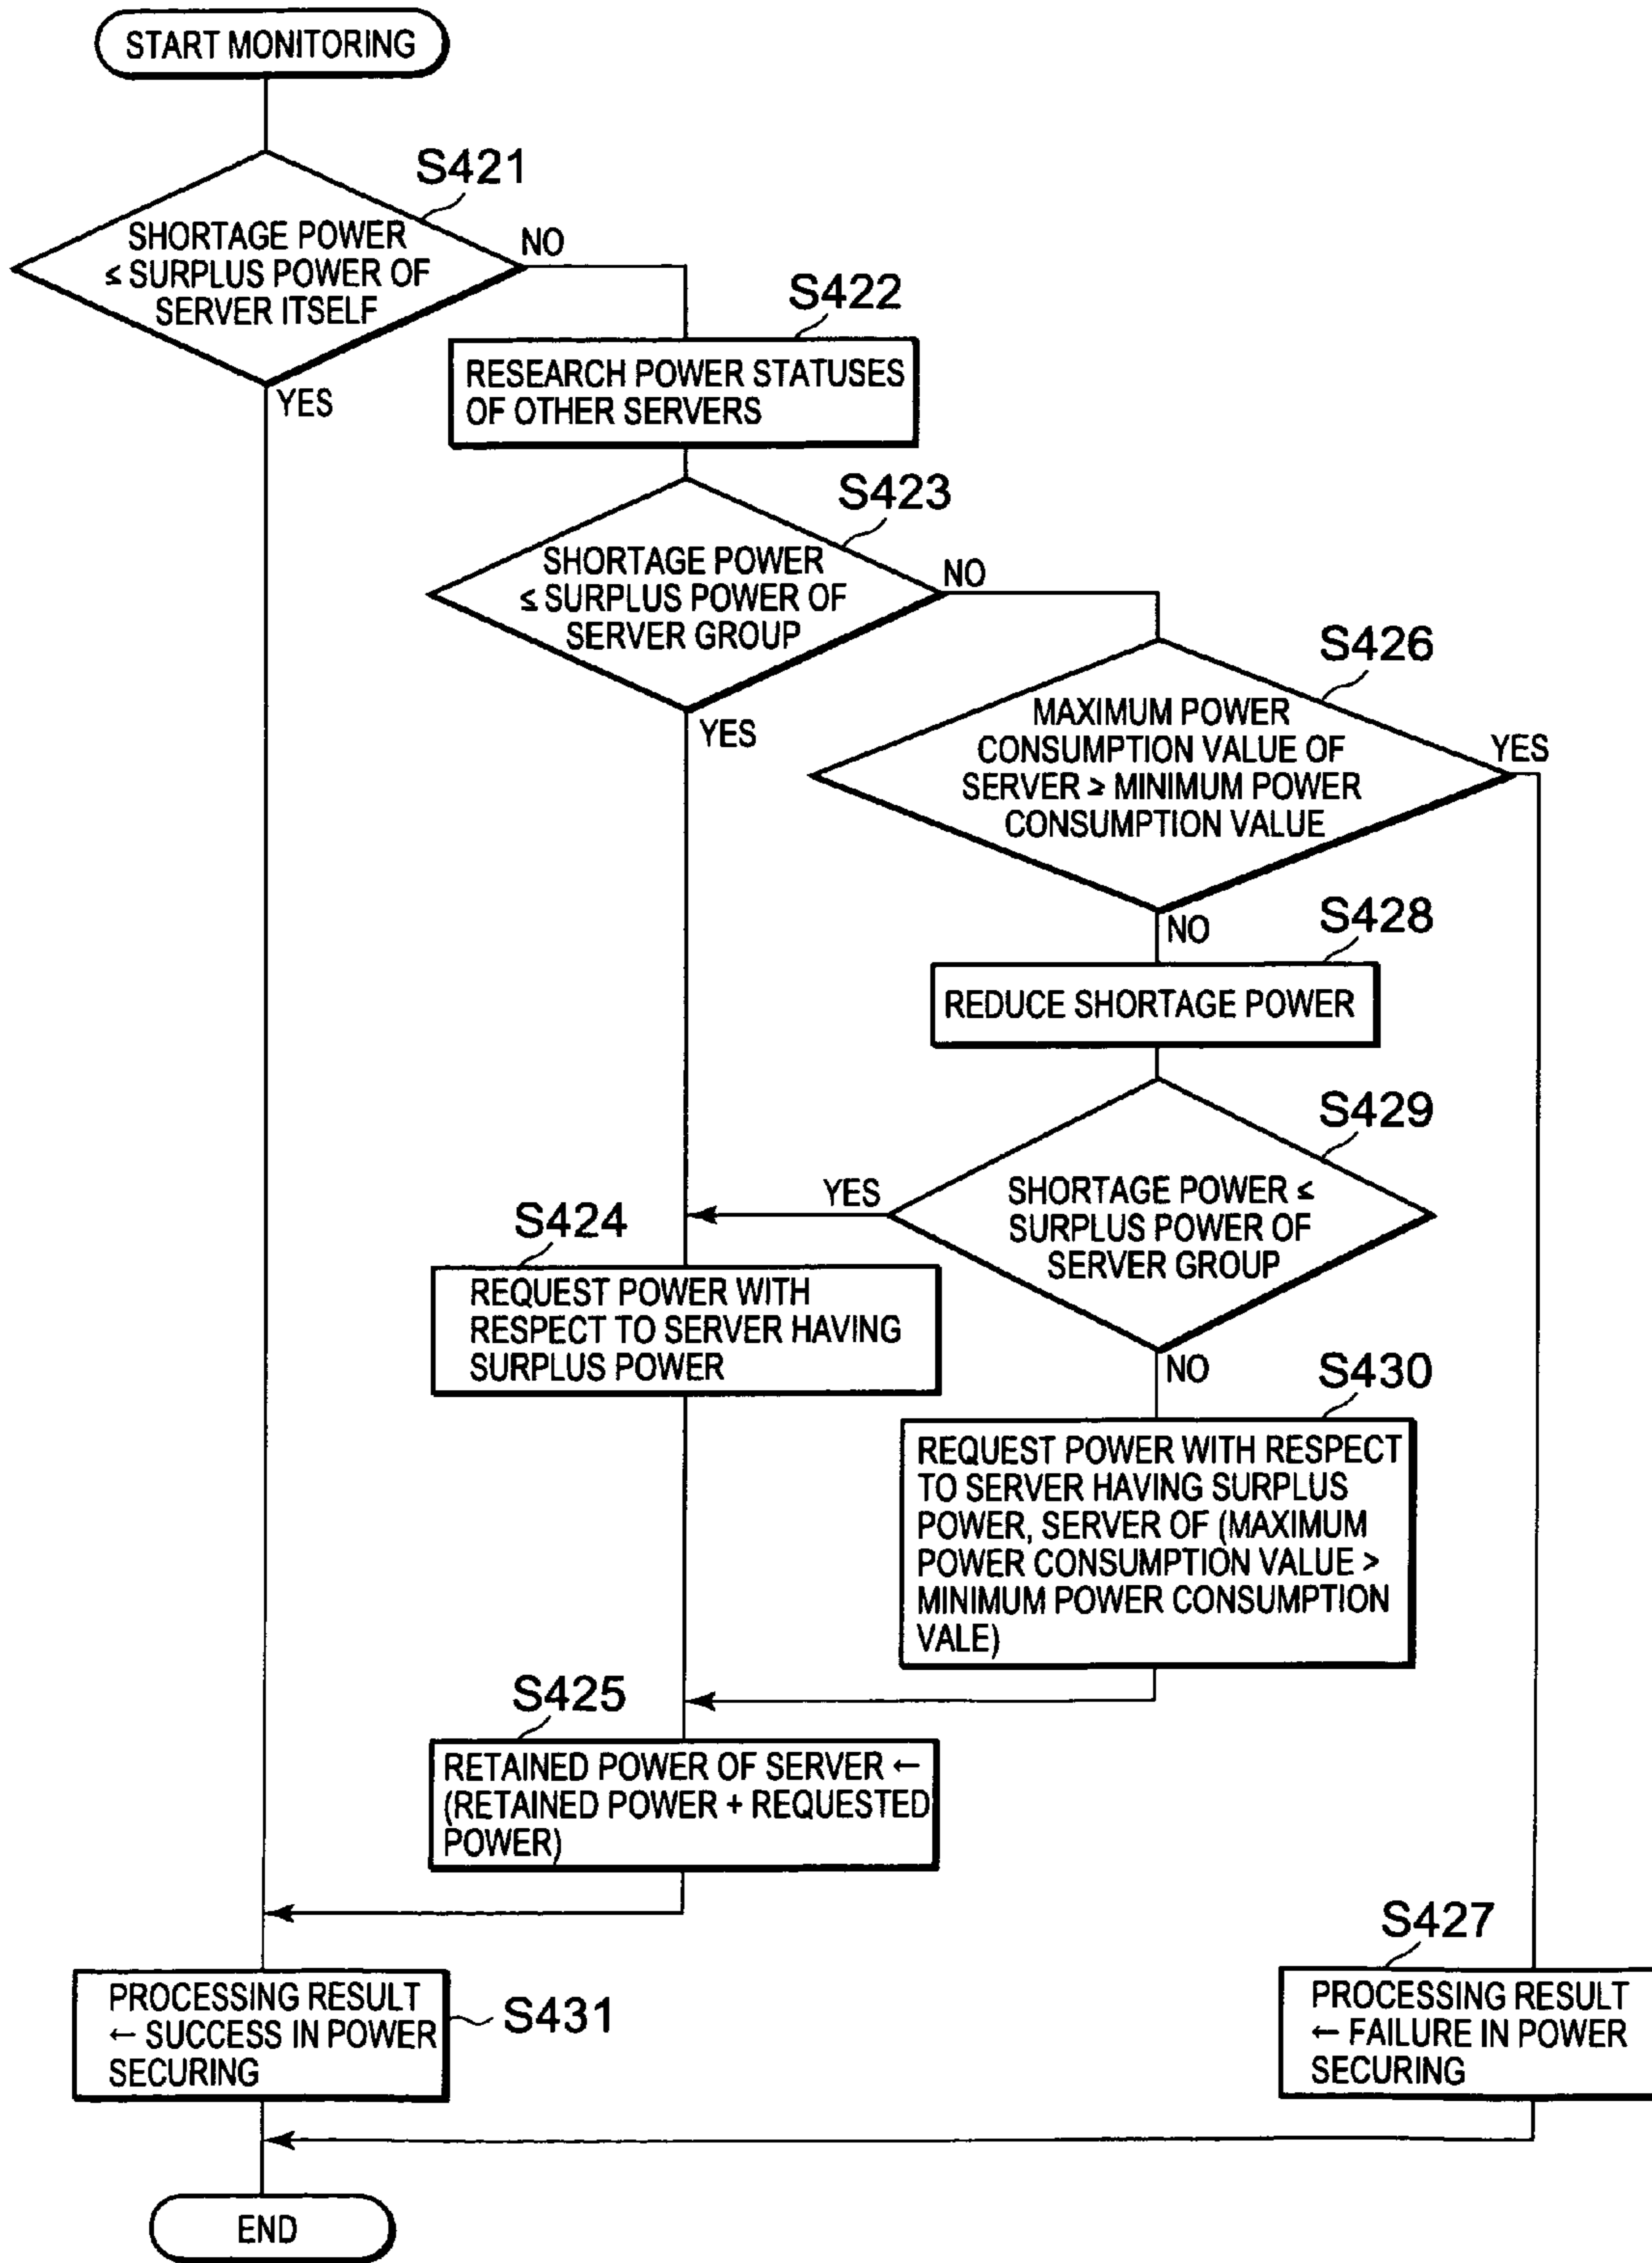 START MONITORING
S421
SHORTAGE POWER
≤ SURPLUS POWER OF
SERVER ITSELF
NO
YES
S422
RESEARCH POWER STATUSES
OF OTHER SERVERS
S423
SHORTAGE POWER
≤ SURPLUS POWER OF
SERVER GROUP
NO
YES
S426
MAXIMUM POWER
CONSUMPTION VALUE OF
SERVER ≥ MINIMUM POWER
CONSUMPTION VALUE
YES
NO
S428
REDUCE SHORTAGE POWER
S429
SHORTAGE POWER ≤
SURPLUS POWER OF
SERVER GROUP
YES
NO
S424
REQUEST POWER WITH
RESPECT TO SERVER HAVING
SURPLUS POWER
S430
REQUEST POWER WITH RESPECT
TO SERVER HAVING SURPLUS
POWER, SERVER OF (MAXIMUM
POWER CONSUMPTION VALUE >
MINIMUM POWER CONSUMPTION
VALE)
S425
RETAINED POWER OF SERVER ←
(RETAINED POWER + REQUESTED
POWER)
S431
PROCESSING RESULT
← SUCCESS IN POWER
SECURING
S427
PROCESSING RESULT
← FAILURE IN POWER
SECURING
END